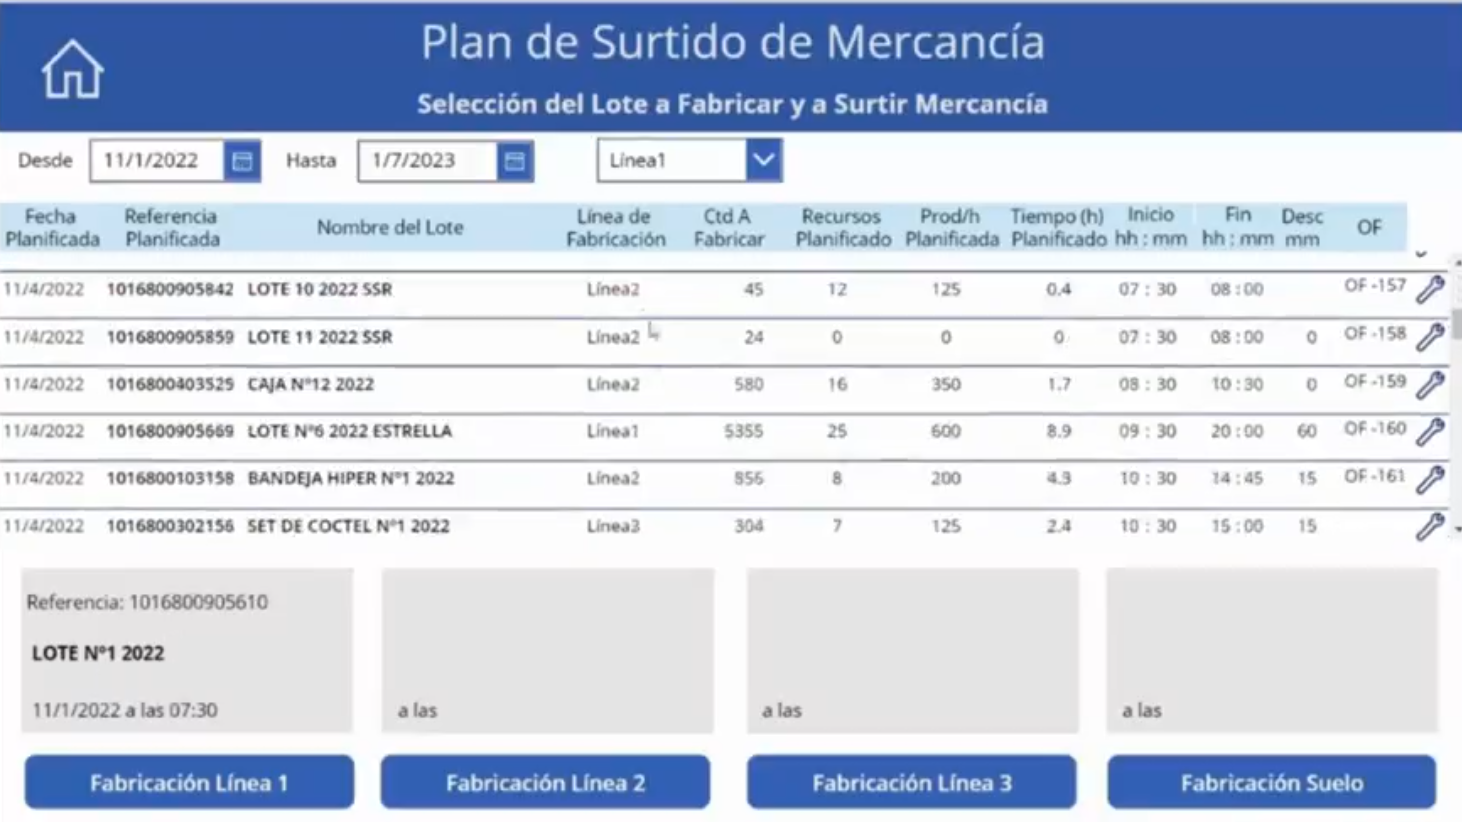 Plan de Surtido de Mercancía
Selección del Lote a Fabricar y a Surtir Mercancía
Desde 11/1/2022 Hasta 1/7/2023 Línea1
Fecha Planificada Referencia Planificada Nombre del Lote Línea de Fabricación Ctd A Fabricar Recursos Planificado Prod/h Planificada Tiempo (h) Planificado Inicio hh : mm Fin hh : mm Desc mm OF
11/4/2022 1016800905842 LOTE 10 2022 SSR Línea2 45 12 125 0.4 07 : 30 08 : 00 OF -157
11/4/2022 1016800905859 LOTE 11 2022 SSR Línea2 24 0 0 0 07 : 30 08 : 00 0 OF -158
11/4/2022 1016800403525 CAJA Nº12 2022 Línea2 580 16 350 1.7 08 : 30 10 : 30 0 OF -159
11/4/2022 1016800905669 LOTE Nº6 2022 ESTRELLA Línea1 5355 25 600 8.9 09 : 30 20 : 00 60 OF -160
11/4/2022 1016800103158 BANDEJA HIPER Nº1 2022 Línea2 856 8 200 4.3 10 : 30 14 : 45 15 OF -161
11/4/2022 1016800302156 SET DE COCTEL Nº1 2022 Línea3 304 7 125 2.4 10 : 30 15 : 00 15
Referencia: 1016800905610
LOTE Nº1 2022
11/1/2022 a las 07:30
a las
a las
a las
Fabricación Línea 1
Fabricación Línea 2
Fabricación Línea 3
Fabricación Suelo